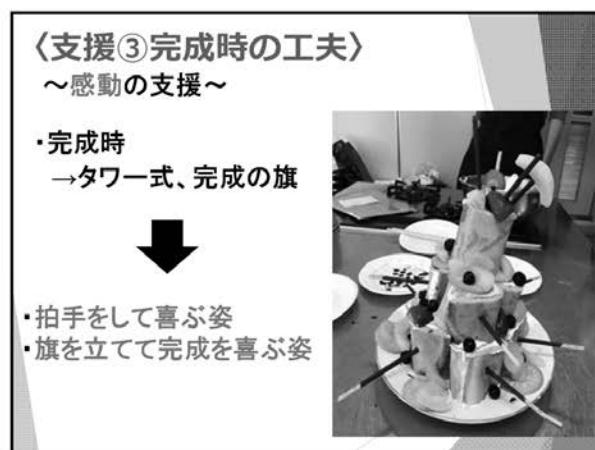 〈支援③完成時の工夫〉
～感動の支援～
・完成時
→タワー式、完成の旗
・拍手をして喜ぶ姿
・旗を立てて完成を喜ぶ姿